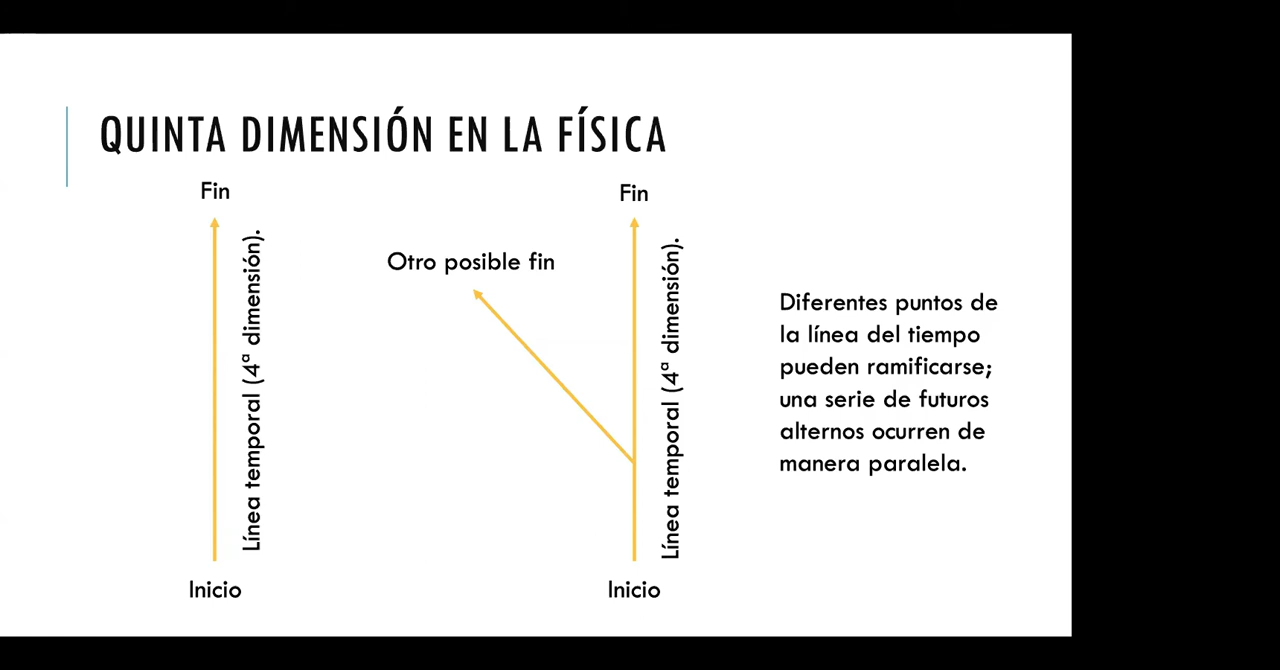 QUINTA DIMENSIÓN EN LA FÍSICA
Fin
Línea temporal (4ª dimensión).
Inicio
Otro posible fin
Fin
Línea temporal (4ª dimensión).
Inicio
Diferentes puntos de
la línea del tiempo
pueden ramificarse;
una serie de futuros
alternos ocurren de
manera paralela.